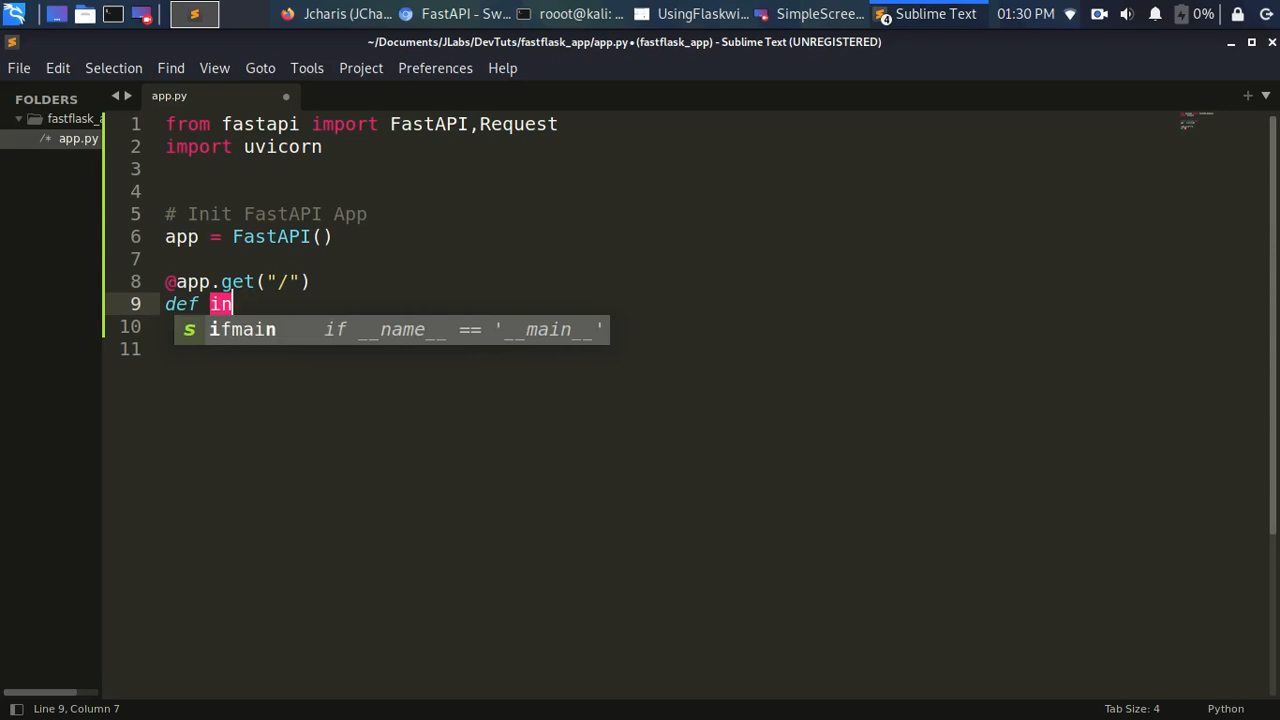 Jcharis (JCha...
FastAPI - Sw...
rooot@kali: ...
UsingFlaskwi...
SimpleScree...
4
Sublime Text
01:30 PM
0%
~/Documents/JLabs/DevTuts/fastflask_app/app.py • (fastflask_app) - Sublime Text (UNREGISTERED)
File Edit Selection Find View Goto Tools Project Preferences Help
FOLDERS
fastflask_a
/* app.py
app.py
1 from fastapi import FastAPI,Request
2 import uvicorn
3
4
5 # Init FastAPI App
6 app = FastAPI()
7
8 @app.get("/")
9 def in
10
s ifmain if __name__ == '__main__'
11
Line 9, Column 7
Tab Size: 4
Python